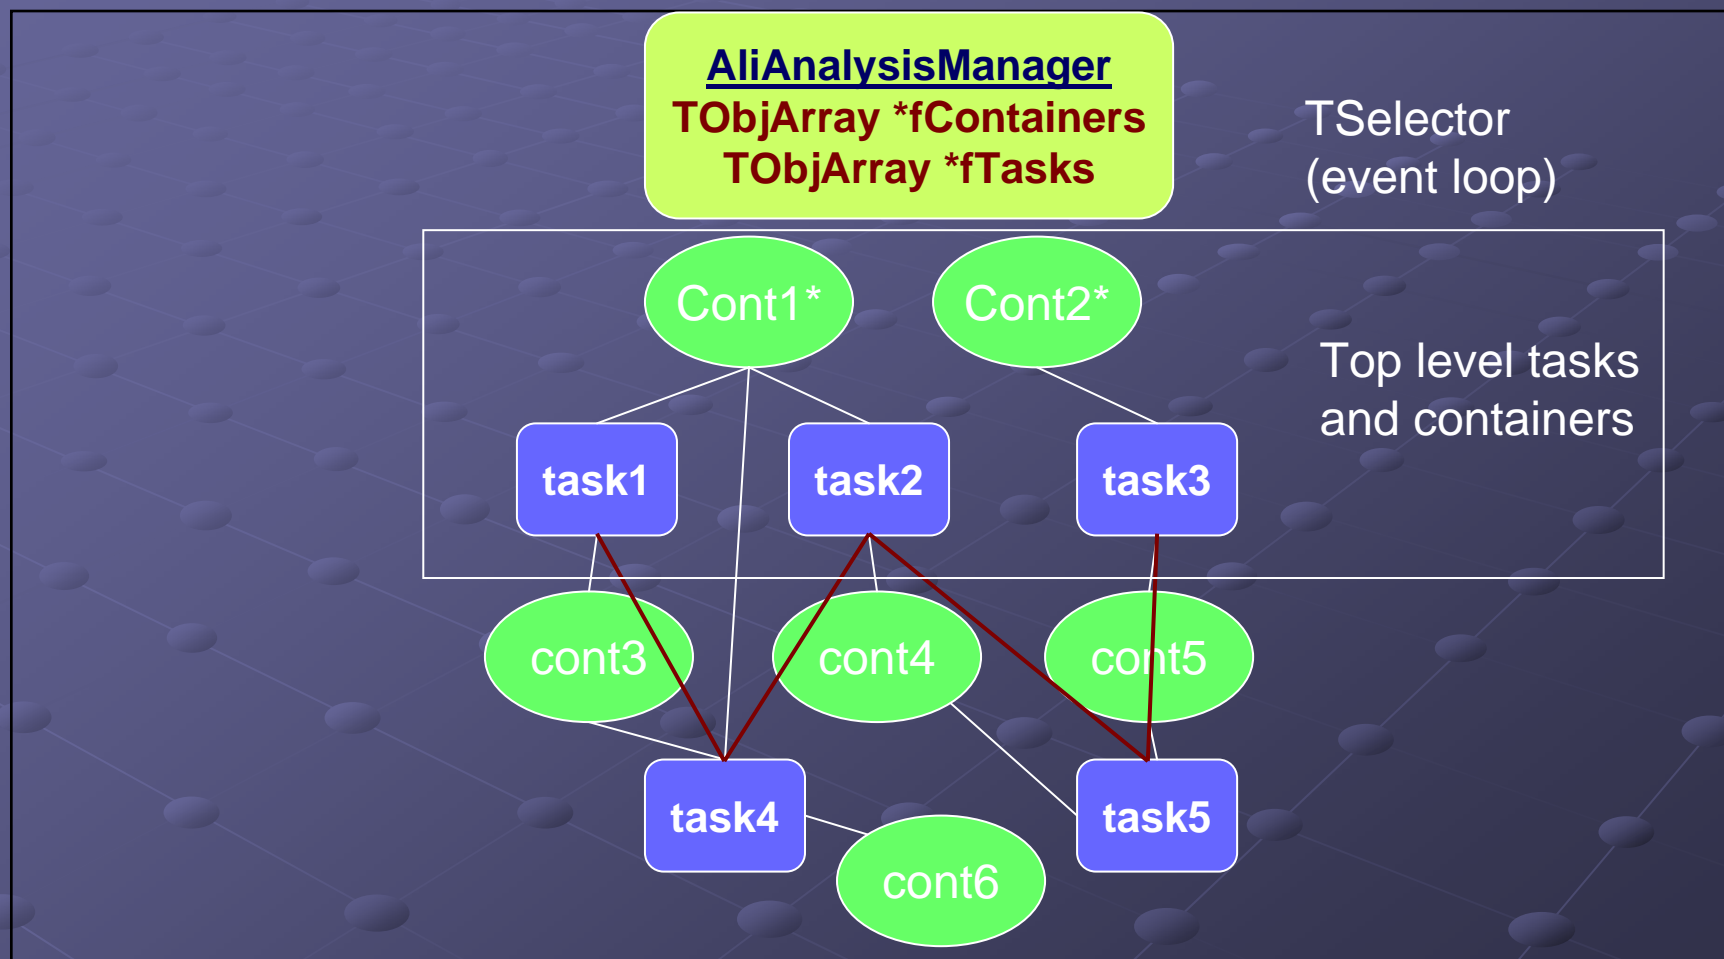 AliAnalysisManager
TObjArray *fContainers
TObjArray *fTasks
TSelector
(event loop)
Cont1*
Cont2*
Top level tasks
and containers
task1
task2
task3
cont3
cont4
cont5
task4
task5
cont6